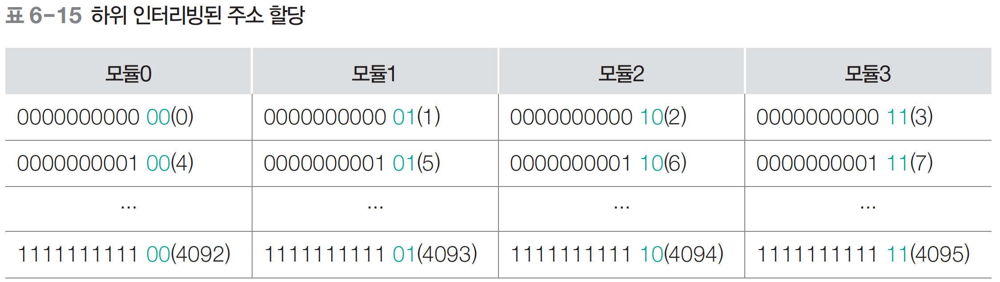 표 6-15 하위 인터리빙된 주소 할당
모듈0 모듈1 모듈2 모듈3
0000000000 00(0) 0000000000 01(1) 0000000000 10(2) 0000000000 11(3)
0000000001 00(4) 0000000001 01(5) 0000000001 10(6) 0000000001 11(7)
… … … …
1111111111 00(4092) 1111111111 01(4093) 1111111111 10(4094) 1111111111 11(4095)